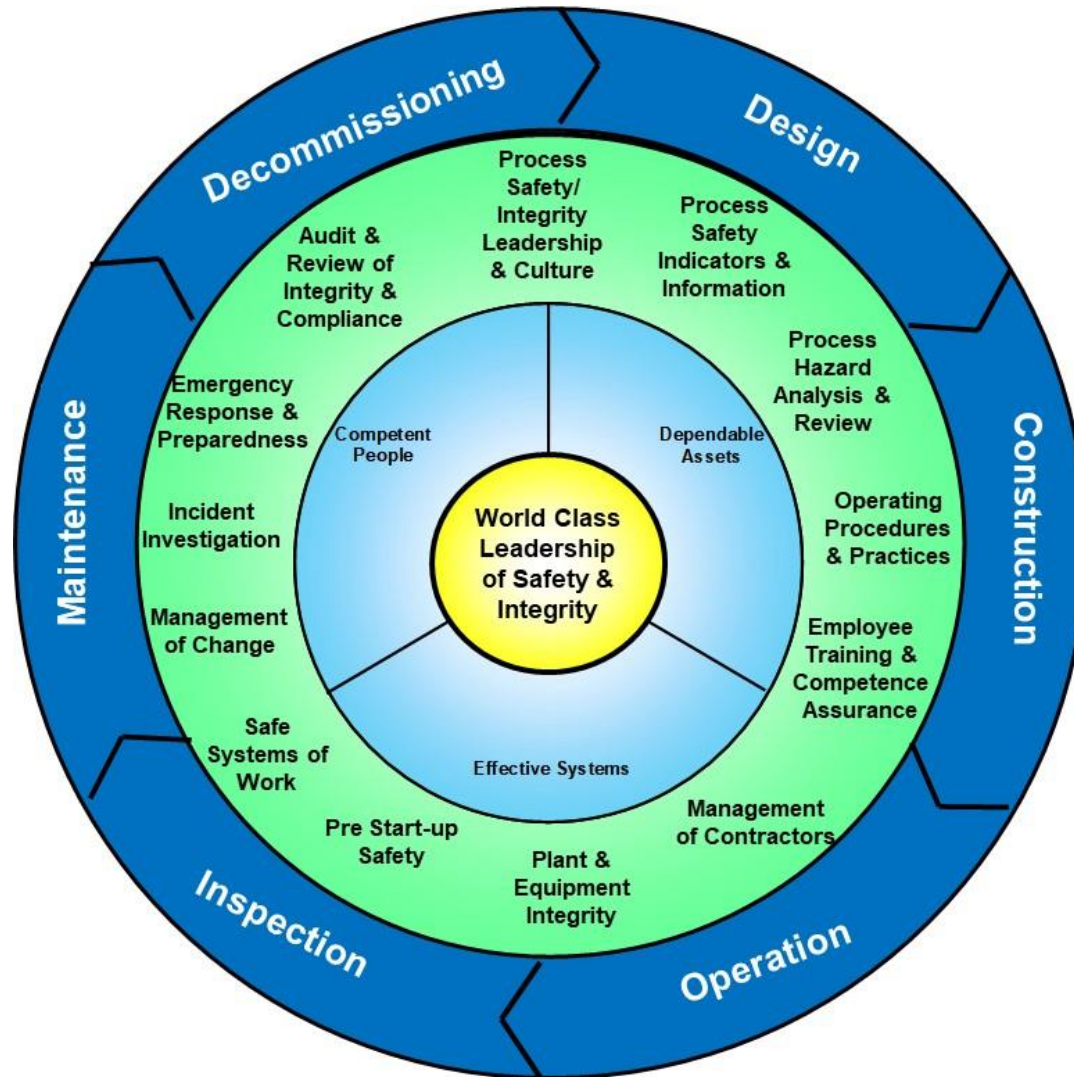 Decommissioning
Design
Construction
Operation
Inspection
Maintenance
Process
Safety/
Integrity
Leadership
& Culture
Process
Safety
Indicators &
Information
Process
Hazard
Analysis &
Review
Operating
Procedures
& Practices
Employee
Training &
Competence
Assurance
Management
of Contractors
Plant &
Equipment
Integrity
Pre Start-up
Safety
Safe
Systems of
Work
Management
of Change
Incident
Investigation
Emergency
Response &
Preparedness
Audit &
Review of
Integrity &
Compliance
Competent
People
Dependable
Assets
Effective Systems
World Class
Leadership
of Safety &
Integrity